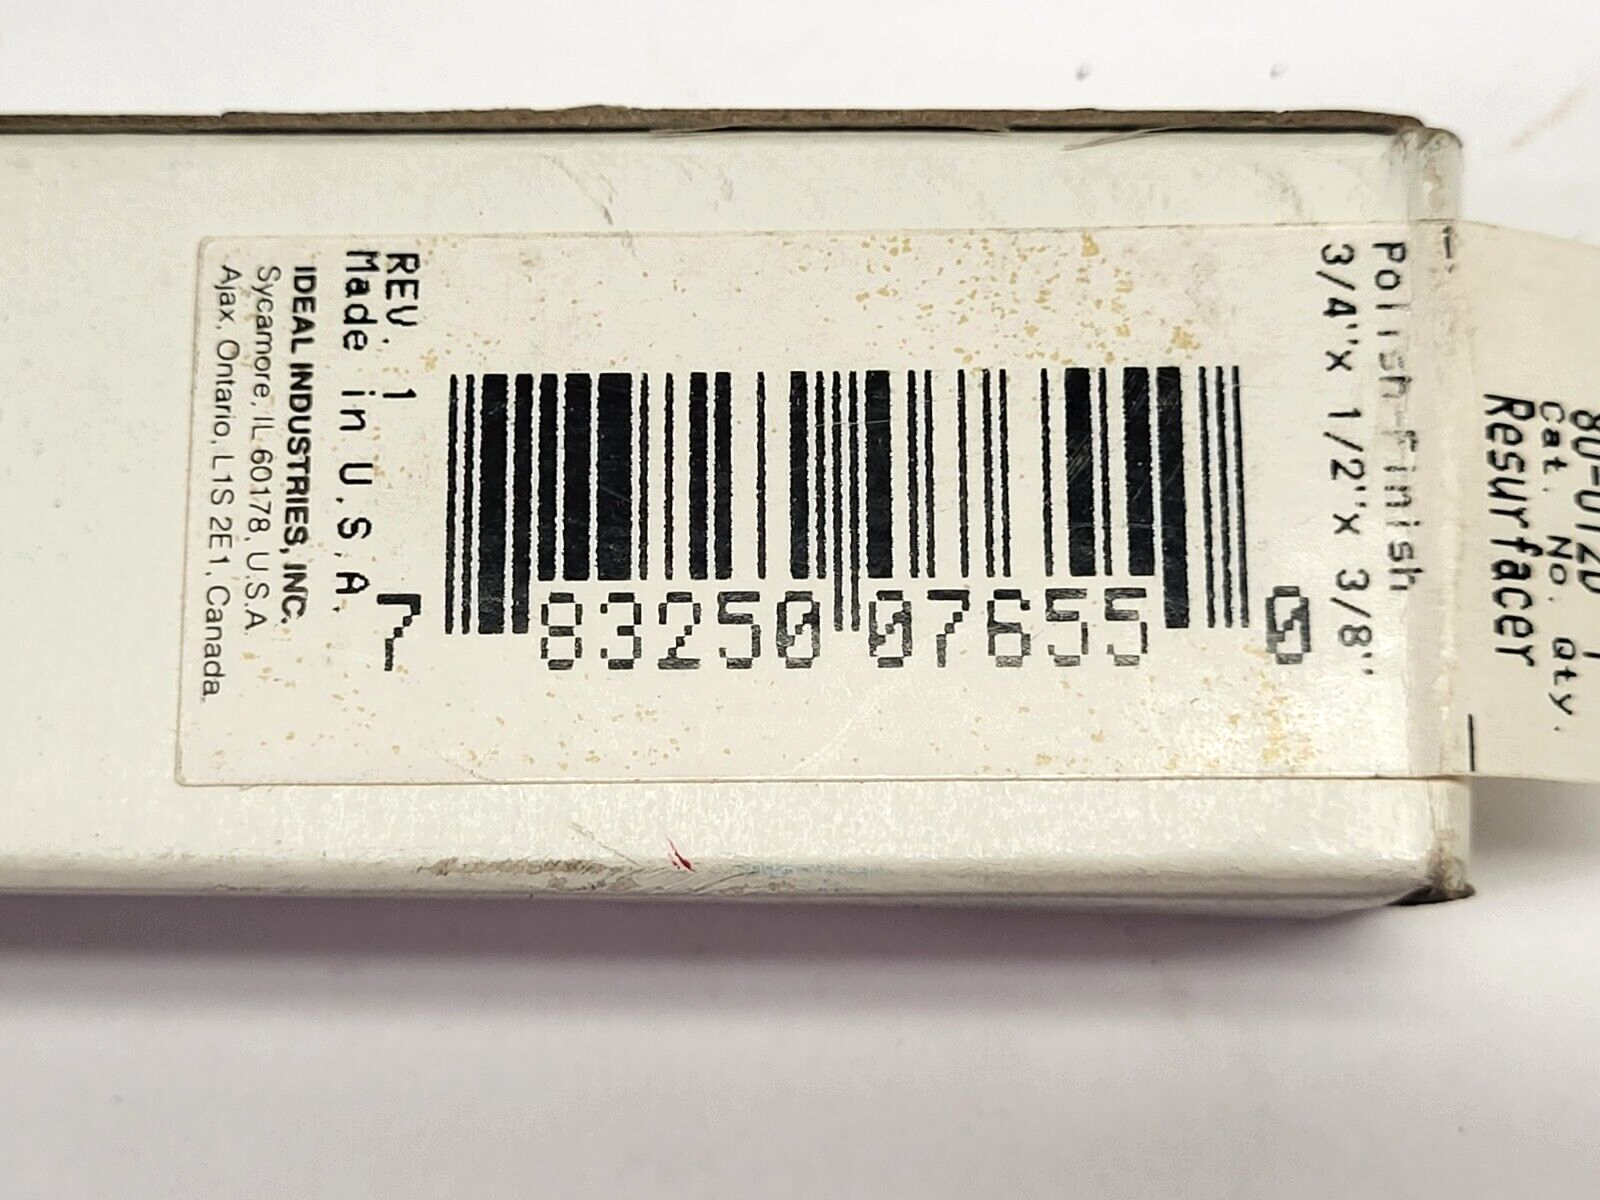 Cat. No. Qty.
Resurfacer
Polish-Finish
3/4"x 1/2"x 3/8"
7 83250 07655 0
REV. 1
Made in U.S.A.
IDEAL INDUSTRIES, INC.
Sycamore, IL 60178, U.S.A.
Ajax, Ontario, L1S 2E1, Canada.